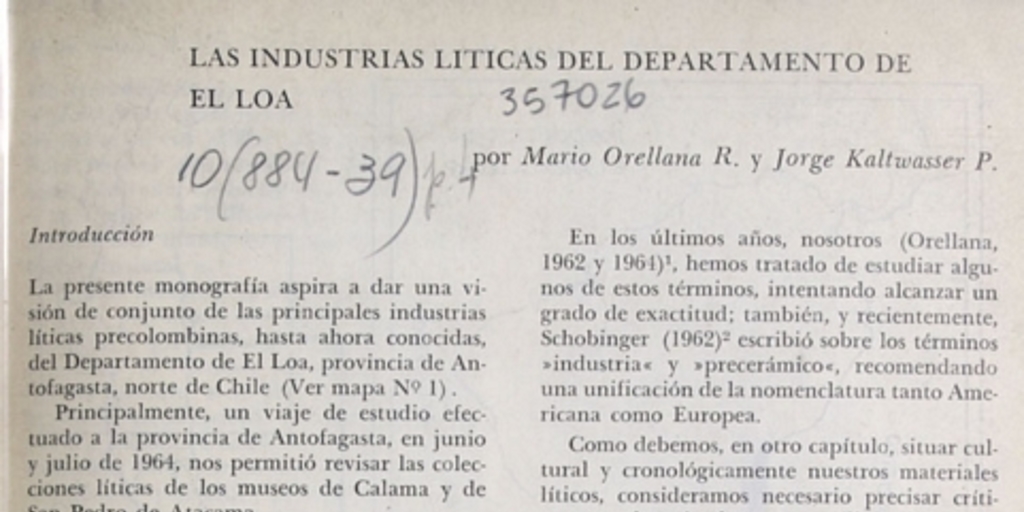 LAS INDUSTRIAS LITICAS DEL DEPARTAMENTO DE
EL LOA
357026
10(884-39)p.4
por Mario Orellana R. y Jorge Kaltwasser P.
Introducción
La presente monografía aspira a dar una vi-
sión de conjunto de las principales industrias
líticas precolombinas, hasta ahora conocidas,
del Departamento de El Loa, provincia de An-
tofagasta, norte de Chile (Ver mapa Nº 1).
Principalmente, un viaje de estudio efec-
tuado a la provincia de Antofagasta, en junio
y julio de 1964, nos permitió revisar las colec-
ciones líticas de los museos de Calama y de
San Pedro de Atacama
En los últimos años, nosotros (Orellana,
1962 y 1964)¹, hemos tratado de estudiar algu-
nos de estos términos, intentando alcanzar un
grado de exactitud; también, y recientemente,
Schobinger (1962)² escribió sobre los términos
»industria« y »precerámico«, recomendando
una unificación de la nomenclatura tanto Ame-
ricana como Europea.
Como debemos, en otro capítulo, situar cul-
tural y cronológicamente nuestros materiales
líticos, consideramos necesario precisar críti-